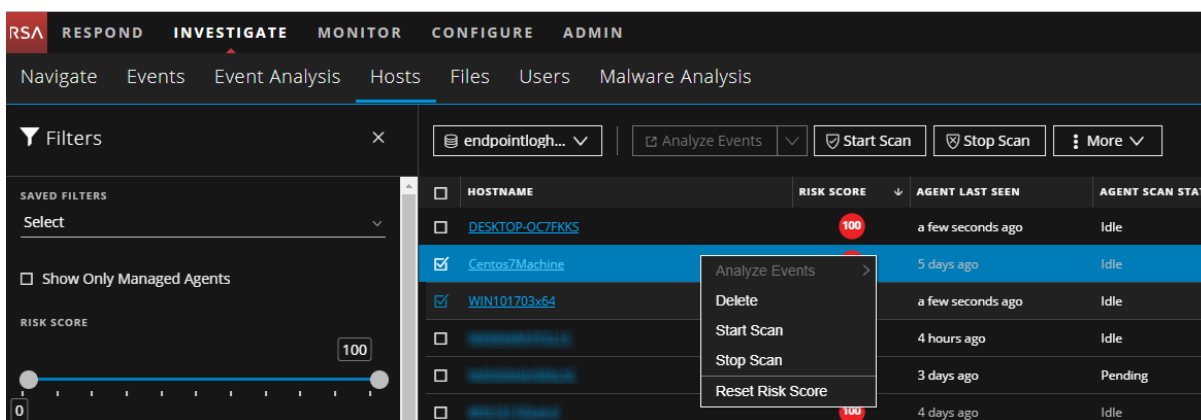 RSA RESPOND INVESTIGATE MONITOR CONFIGURE ADMIN
Navigate Events Event Analysis Hosts Files Users Malware Analysis
Filters ×
endpointlogh... Analyze Events Start Scan Stop Scan More
SAVED FILTERS
Select
Show Only Managed Agents
RISK SCORE
100
0
HOSTNAME RISK SCORE AGENT LAST SEEN AGENT SCAN STAT
DESKTOP-OC7FKKS 100 a few seconds ago Idle
Centos7Machine 5 days ago Idle
WIN101703x64 a few seconds ago Idle
4 hours ago Idle
3 days ago Pending
100 4 days ago Idle
Analyze Events
Delete
Start Scan
Stop Scan
Reset Risk Score